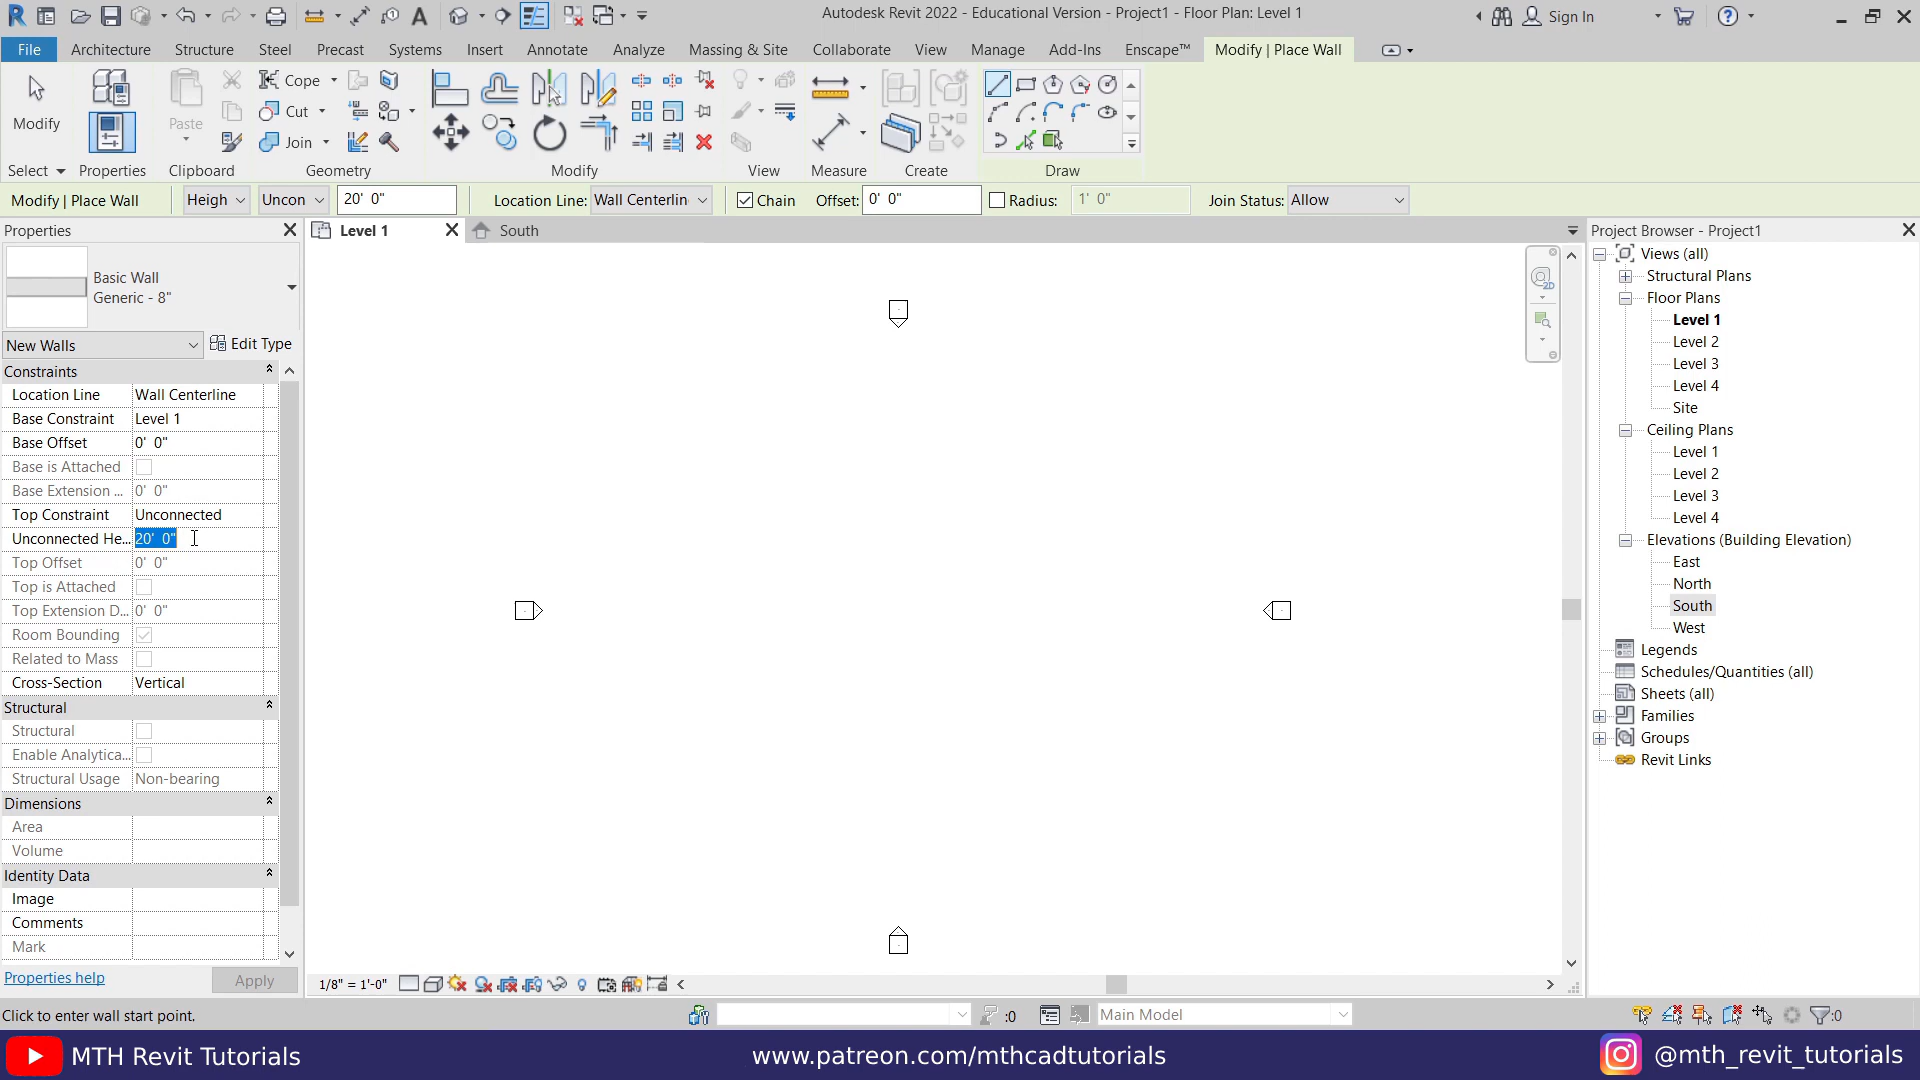 Autodesk Revit 2022 - Educational Version - Project1 - Floor Plan: Level 1
Sign In
File
Architecture
Structure
Steel
Precast
Systems
Insert
Annotate
Analyze
Massing & Site
Collaborate
View
Manage
Add-Ins
Enscape™
Modify | Place Wall
Modify
Paste
Cope
Cut
Join
Select
Properties
Clipboard
Geometry
Modify
View
Measure
Create
Draw
Modify | Place Wall
Heigh
Uncon
20' 0"
Location Line: Wall Centerlin
Chain
Offset: 0' 0"
Radius: 1' 0"
Join Status: Allow
Properties
Level 1
South
Project Browser - Project1
Basic Wall
Generic - 8"
New Walls
Edit Type
Constraints
Location Line Wall Centerline
Base Constraint Level 1
Base Offset 0' 0"
Base is Attached
Base Extension ... 0' 0"
Top Constraint Unconnected
Unconnected He... 20' 0"
Top Offset 0' 0"
Top is Attached
Top Extension D... 0' 0"
Room Bounding
Related to Mass
Cross-Section Vertical
Structural
Structural
Enable Analytica...
Structural Usage Non-bearing
Dimensions
Area
Volume
Identity Data
Image
Comments
Mark
Properties help
Apply
2D
Views (all)
Structural Plans
Floor Plans
Level 1
Level 2
Level 3
Level 4
Site
Ceiling Plans
Level 1
Level 2
Level 3
Level 4
Elevations (Building Elevation)
East
North
South
West
Legends
Schedules/Quantities (all)
Sheets (all)
Families
Groups
Revit Links
1/8" = 1'-0"
Click to enter wall start point.
:0
Main Model
:0
MTH Revit Tutorials
www.patreon.com/mthcadtutorials
@mth_revit_tutorials